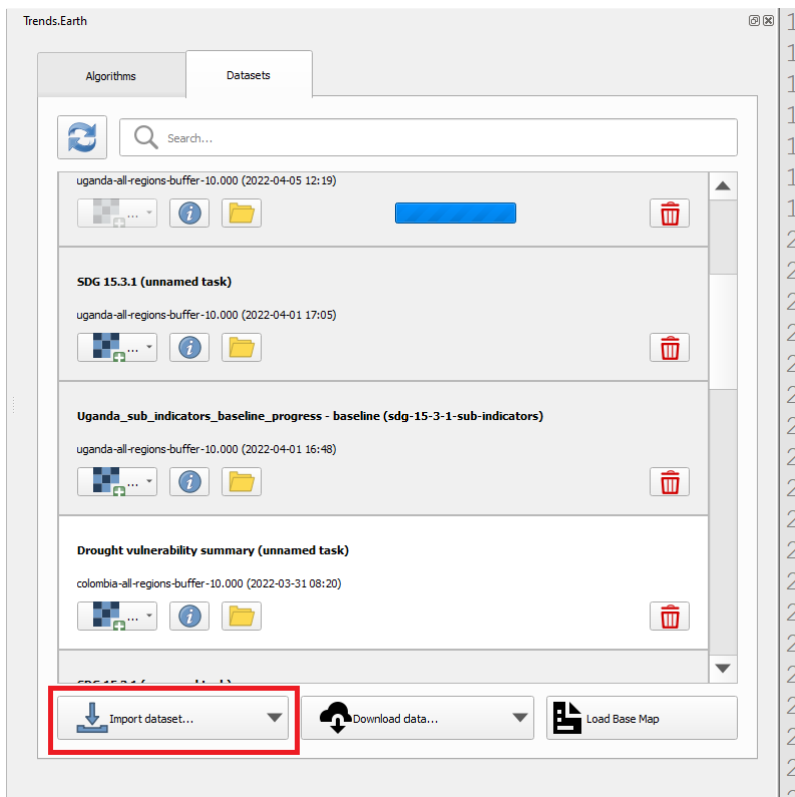 Trends.Earth
Algorithms
Datasets
Search...
uganda-all-regions-buffer-10.000 (2022-04-05 12:19)
...
SDG 15.3.1 (unnamed task)
uganda-all-regions-buffer-10.000 (2022-04-01 17:05)
...
Uganda_sub_indicators_baseline_progress - baseline (sdg-15-3-1-sub-indicators)
uganda-all-regions-buffer-10.000 (2022-04-01 16:48)
...
Drought vulnerability summary (unnamed task)
colombia-all-regions-buffer-10.000 (2022-03-31 08:20)
...
Import dataset...
Download data...
Load Base Map